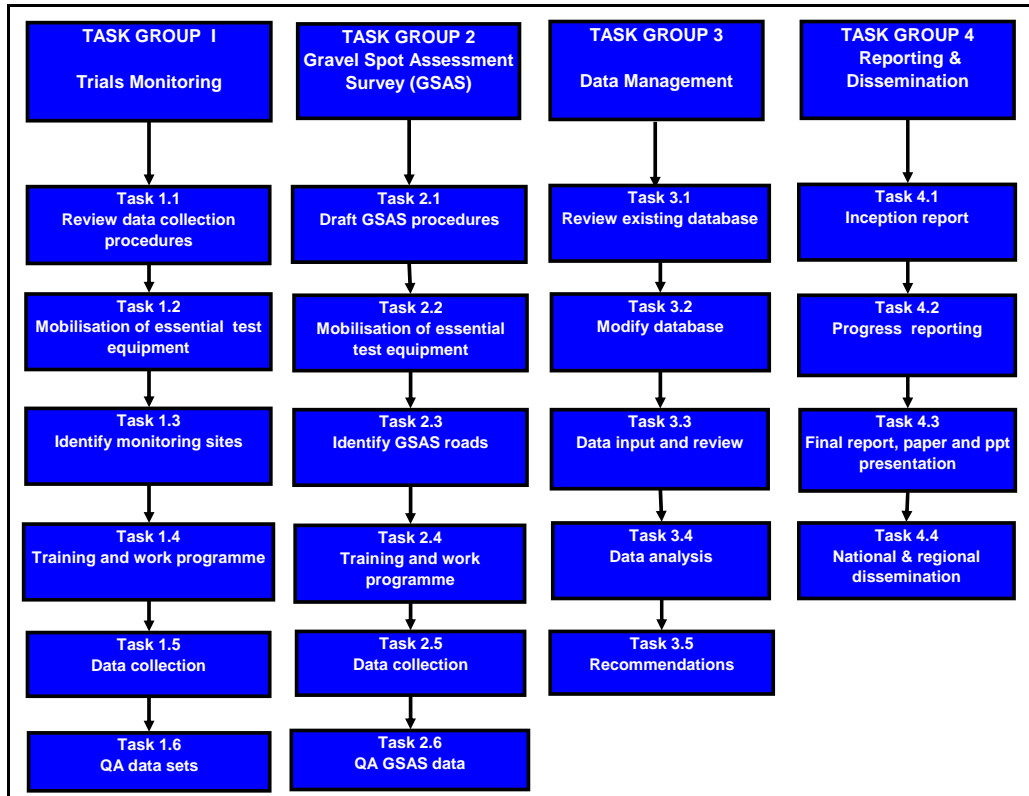 TASK GROUP I
Trials Monitoring
Task 1.1
Review data collection
procedures
Task 1.2
Mobilisation of essential test
equipment
Task 1.3
Identify monitoring sites
Task 1.4
Training and work programme
Task 1.5
Data collection
Task 1.6
QA data sets
TASK GROUP 2
Gravel Spot Assessment
Survey (GSAS)
Task 2.1
Draft GSAS procedures
Task 2.2
Mobilisation of essential
test equipment
Task 2.3
Identify GSAS roads
Task 2.4
Training and work
programme
Task 2.5
Data collection
Task 2.6
QA GSAS data
TASK GROUP 3
Data Management
Task 3.1
Review existing database
Task 3.2
Modify database
Task 3.3
Data input and review
Task 3.4
Data analysis
Task 3.5
Recommendations
TASK GROUP 4
Reporting &
Dissemination
Task 4.1
Inception report
Task 4.2
Progress reporting
Task 4.3
Final report, paper and ppt
presentation
Task 4.4
National & regional
dissemination